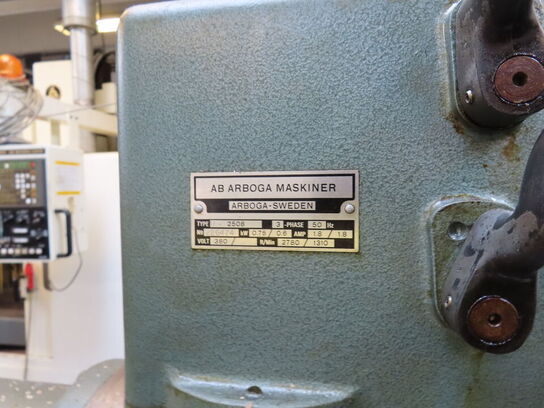 AB ARBOGA MASKINER
ARBOGA-SWEDEN
TYPE 2508 3 -PHASE 50 Hz
No kW 0.75 / 0.6 AMP 1.8 / 1.8
VOLT 380 / R/Min 2780 / 1310